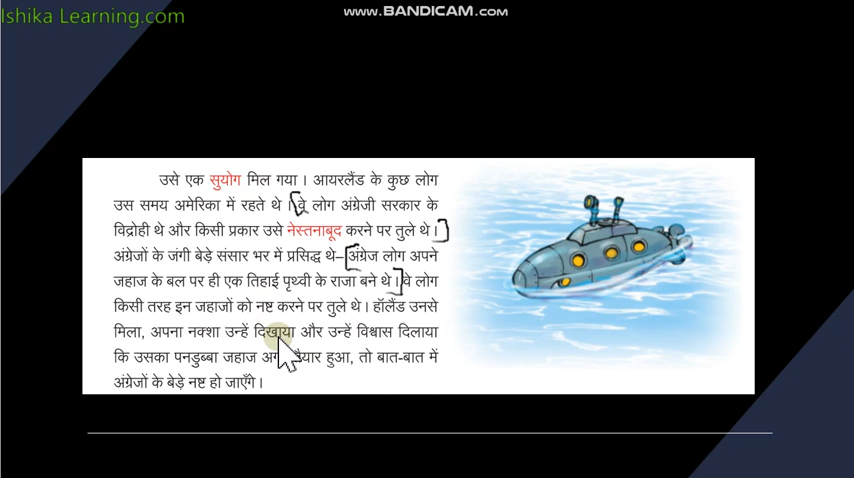 Ishika Learning.com
www.BANDICAM.com
उसे एक सुयोग मिल गया। आयरलैंड के कुछ लोग
उस समय अमेरिका में रहते थे। वे लोग अंग्रेजी सरकार के
विद्रोही थे और किसी प्रकार उसे नेस्तनाबूद करने पर तुले थे।
अंग्रेजों के जंगी बेड़े संसार भर में प्रसिद्ध थे–अंग्रेज लोग अपने
जहाज के बल पर ही एक तिहाई पृथ्वी के राजा बने थे। वे लोग
किसी तरह इन जहाजों को नष्ट करने पर तुले थे। हॉलैंड उनसे
मिला, अपना नक्शा उन्हें दिखाया और उन्हें विश्वास दिलाया
कि उसका पनडुब्बा जहाज तैयार हुआ, तो बात-बात में
अंग्रेजों के बेड़े नष्ट हो जाएँगे।